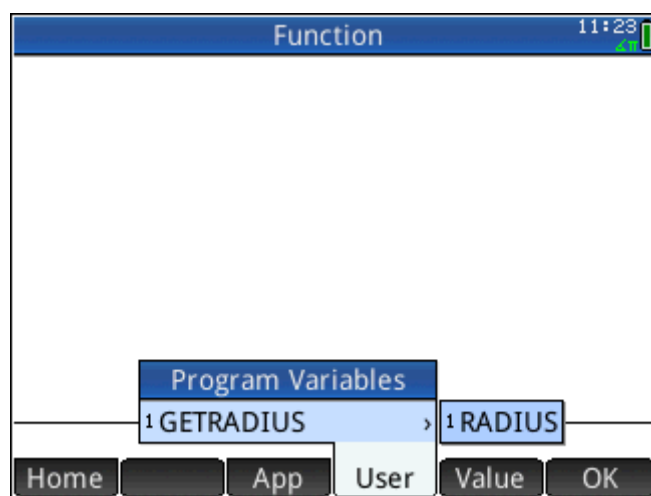 Function 11:23
∡π
Program Variables
1 GETRADIUS › 1 RADIUS
Home App User Value OK